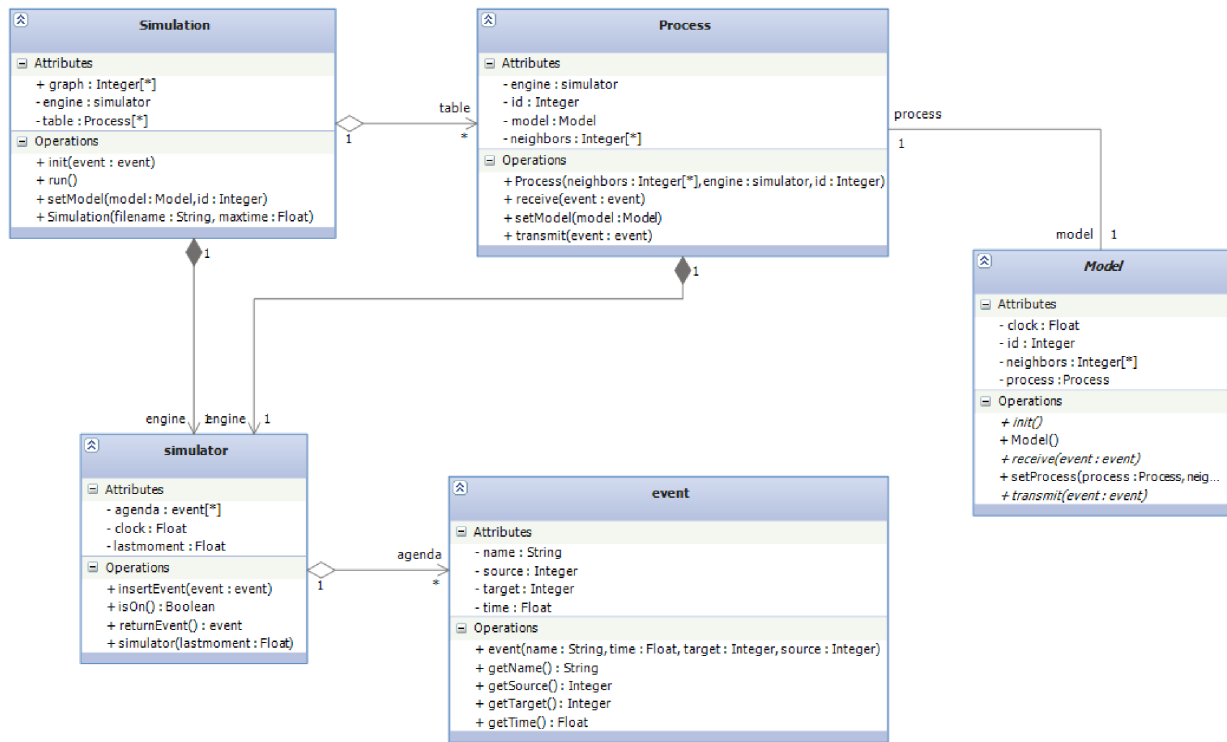 Simulation
Attributes
+ graph : Integer[*]
- engine : simulator
- table : Process[*]
Operations
+ init(event : event)
+ run()
+ setModel(model : Model, id : Integer)
+ Simulation(filename : String, maxtime : Float)
1
table
*
1
Process
Attributes
- engine : simulator
- id : Integer
- model : Model
- neighbors : Integer[*]
Operations
+ Process(neighbors : Integer[*], engine : simulator, id : Integer)
+ receive(event : event)
+ setModel(model : Model)
+ transmit(event : event)
process
1
1
model
1
Model
Attributes
- clock : Float
- id : Integer
- neighbors : Integer[*]
- process : Process
Operations
+ init()
+ Model()
+ receive(event : event)
+ setProcess(process : Process, neig...
+ transmit(event : event)
engine
1
engine
1
simulator
Attributes
- agenda : event[*]
- clock : Float
- lastmoment : Float
Operations
+ insertEvent(event : event)
+ isOn() : Boolean
+ returnEvent() : event
+ simulator(lastmoment : Float)
1
agenda
*
event
Attributes
- name : String
- source : Integer
- target : Integer
- time : Float
Operations
+ event(name : String, time : Float, target : Integer, source : Integer)
+ getName() : String
+ getSource() : Integer
+ getTarget() : Integer
+ getTime() : Float